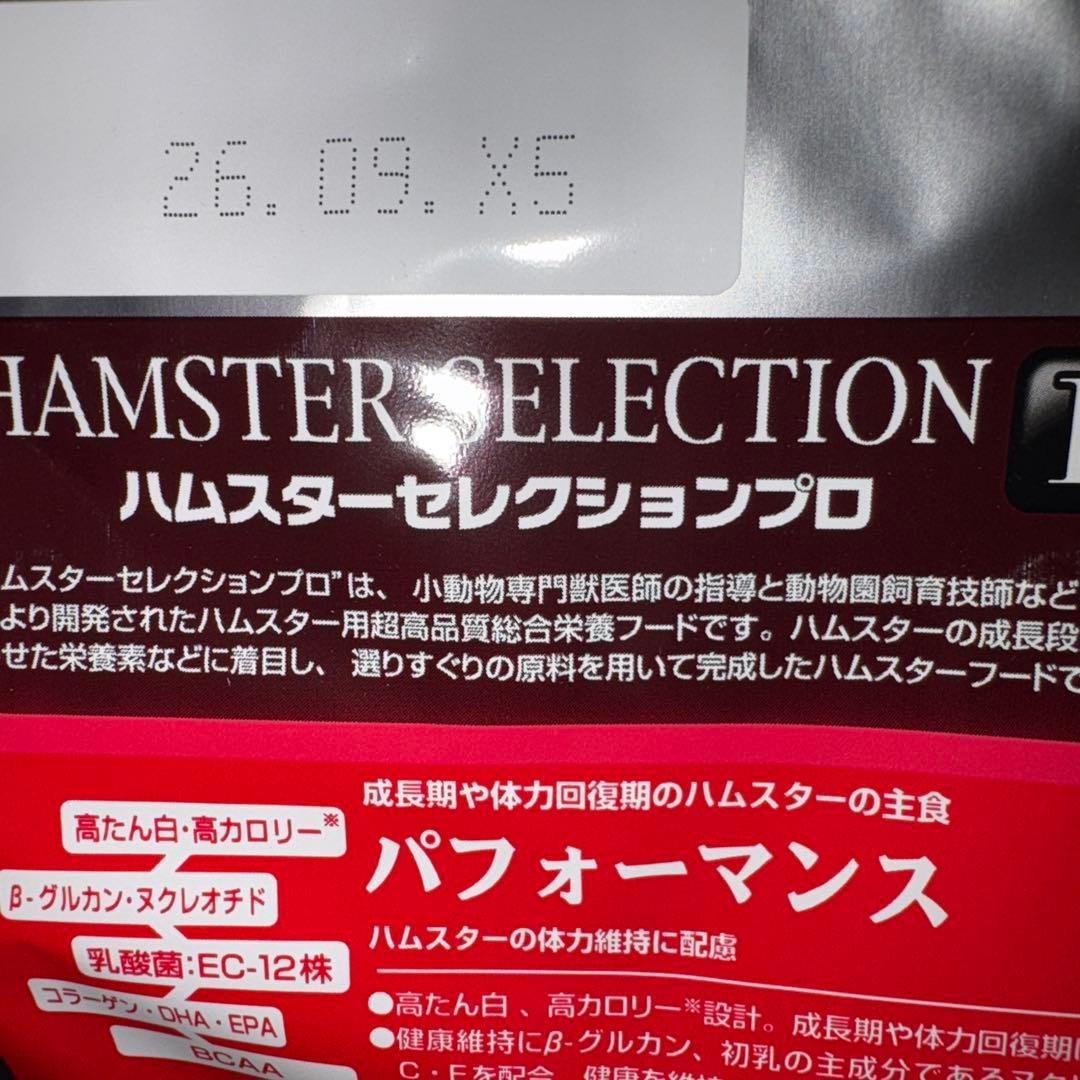 26. 09. X5
HAMSTER SELECTION
ハムスターセレクションプロ
ムスターセレクションプロ”は、小動物専門獣医師の指導と動物園飼育技師など
より開発されたハムスター用超高品質総合栄養フードです。ハムスターの成長段
せた栄養素などに着目し、選りすぐりの原料を用いて完成したハムスターフードで
成長期や体力回復期のハムスターの主食
パフォーマンス
ハムスターの体力維持に配慮
高たん白・高カロリー※
β-グルカン・ヌクレオチド
乳酸菌:EC-12株
コラーゲン・DHA・EPA
BCAA
●高たん白、高カロリー※設計。成長期や体力回復期
●健康維持にβ-グルカン、初乳の主成分である
C・Eを配合 健康を維持